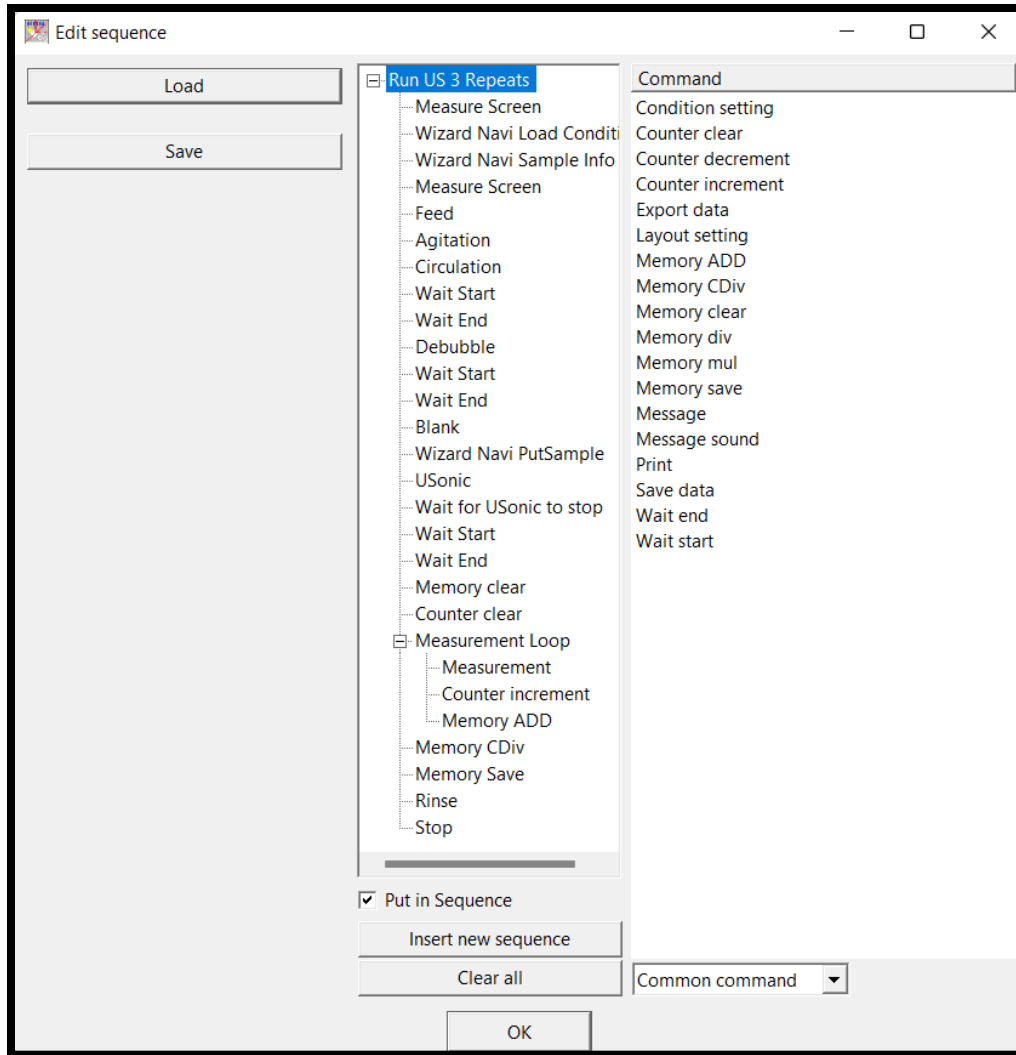 Edit sequence
Load
Save
Run US 3 Repeats
Measure Screen
Wizard Navi Load Conditi
Wizard Navi Sample Info
Measure Screen
Feed
Agitation
Circulation
Wait Start
Wait End
Debubble
Wait Start
Wait End
Blank
Wizard Navi PutSample
USonic
Wait for USonic to stop
Wait Start
Wait End
Memory clear
Counter clear
Measurement Loop
Measurement
Counter increment
Memory ADD
Memory CDiv
Memory Save
Rinse
Stop
Put in Sequence
Insert new sequence
Clear all
Command
Condition setting
Counter clear
Counter decrement
Counter increment
Export data
Layout setting
Memory ADD
Memory CDiv
Memory clear
Memory div
Memory mul
Memory save
Message
Message sound
Print
Save data
Wait end
Wait start
Common command
OK